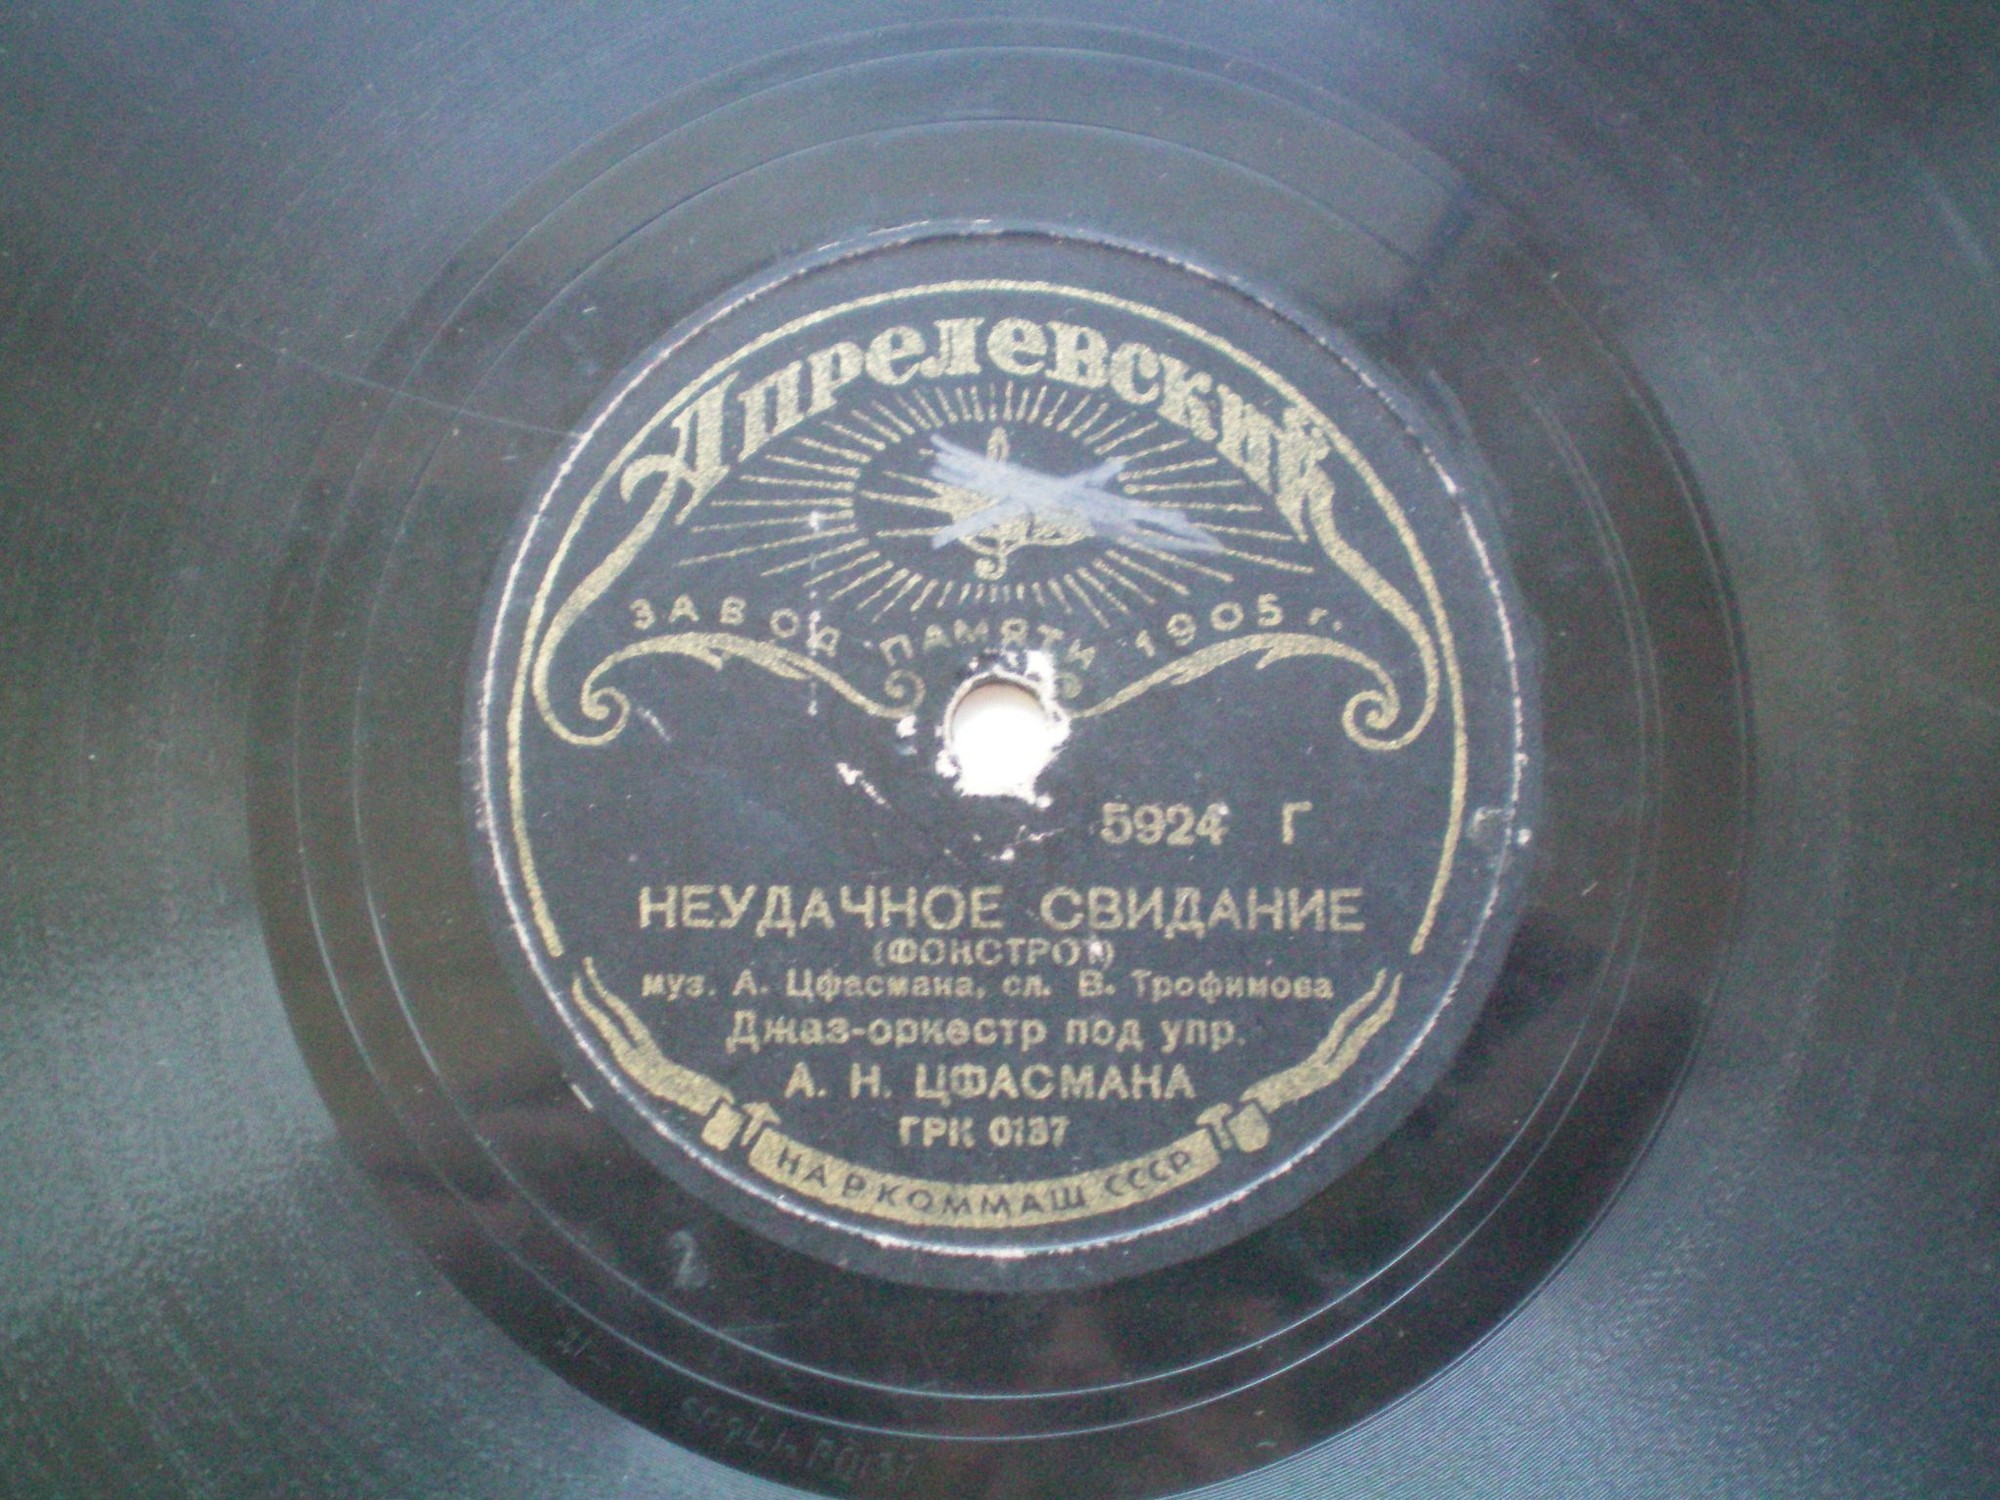 Апрелевский
ЗАВОД ПАМЯТИ 1905 г.
5924 Г
НЕУДАЧНОЕ СВИДАНИЕ
(ФОКСТРОТ)
муз. А. Цфасмана, сл. В. Трофимова
Джаз-оркестр под упр.
А. Н. ЦФАСМАНА
ГРК 0137
НАРКОММАШ СССР
2